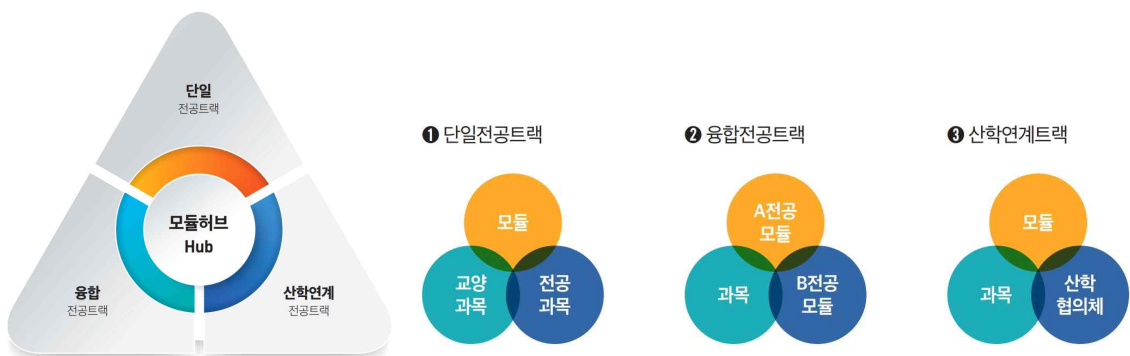 단일
전공트랙
모듈허브
Hub
융합
전공트랙
산학연계
전공트랙
❶ 단일전공트랙
모듈
교양
과목
전공
과목
❷ 융합전공트랙
A전공
모듈
과목
B전공
모듈
❸ 산학연계트랙
모듈
과목
산학
협의체